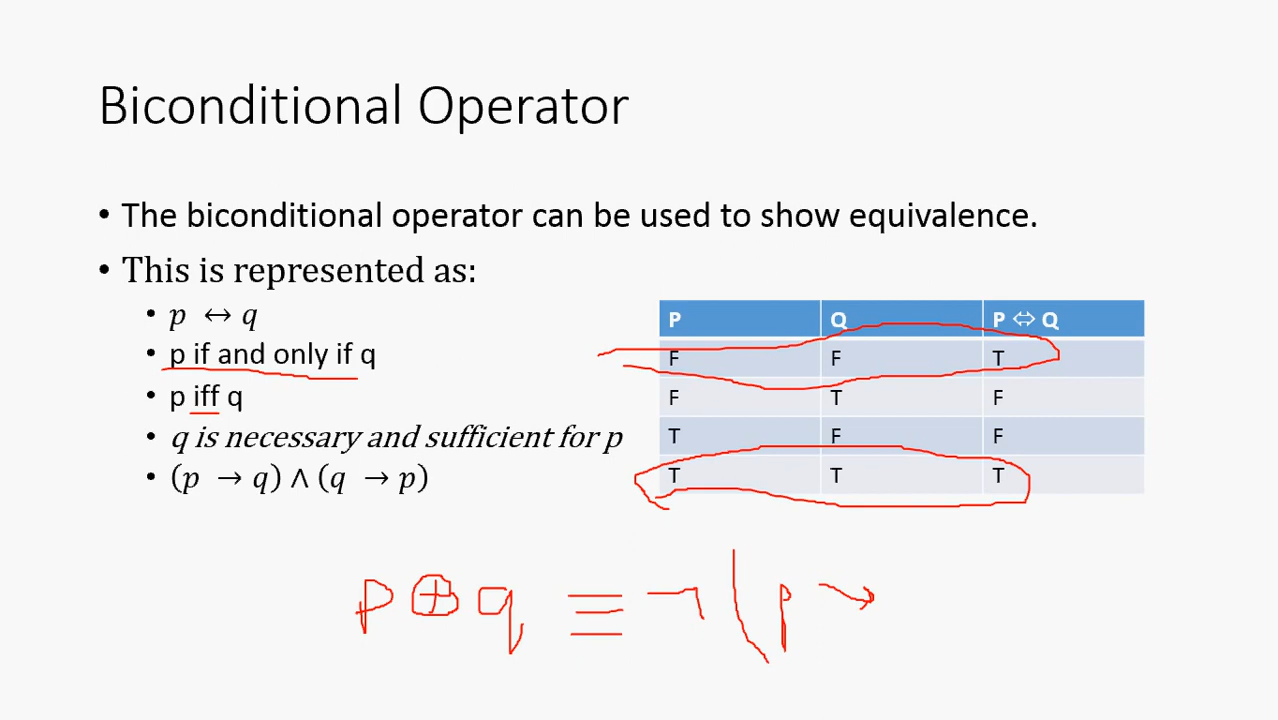 Biconditional Operator
• The biconditional operator can be used to show equivalence.
• This is represented as:
• p ↔ q
• p if and only if q
• p iff q
• q is necessary and sufficient for p
• (p → q) ∧ (q → p)
P Q P ⇔ Q
F F T
F T F
T F F
T T T
p ⊕ q ≡ ¬ ( p →